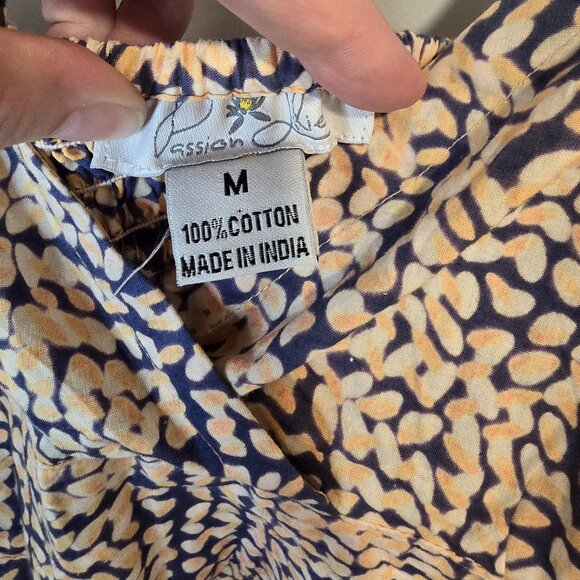 Passion
M
100% COTTON
MADE IN INDIA